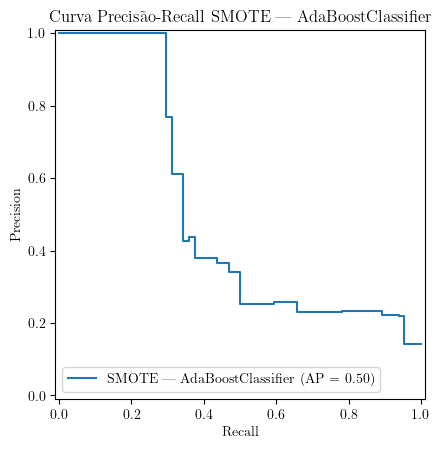 Curva Precisão-Recall SMOTE — AdaBoostClassifier
1.0
0.8
0.6
0.4
0.2
0.0
Precision
SMOTE — AdaBoostClassifier (AP = 0.50)
0.0 0.2 0.4 0.6 0.8 1.0
Recall